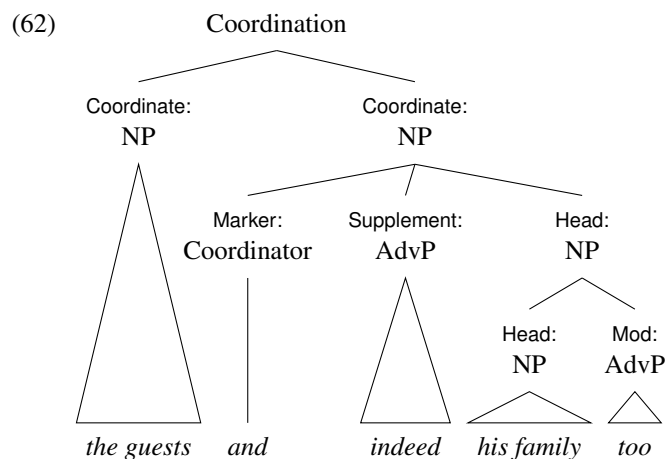 (62) Coordination
Coordinate: Coordinate:
NP NP
Marker: Supplement: Head:
Coordinator AdvP NP
Head: Mod:
NP AdvP
the guests and indeed his family too